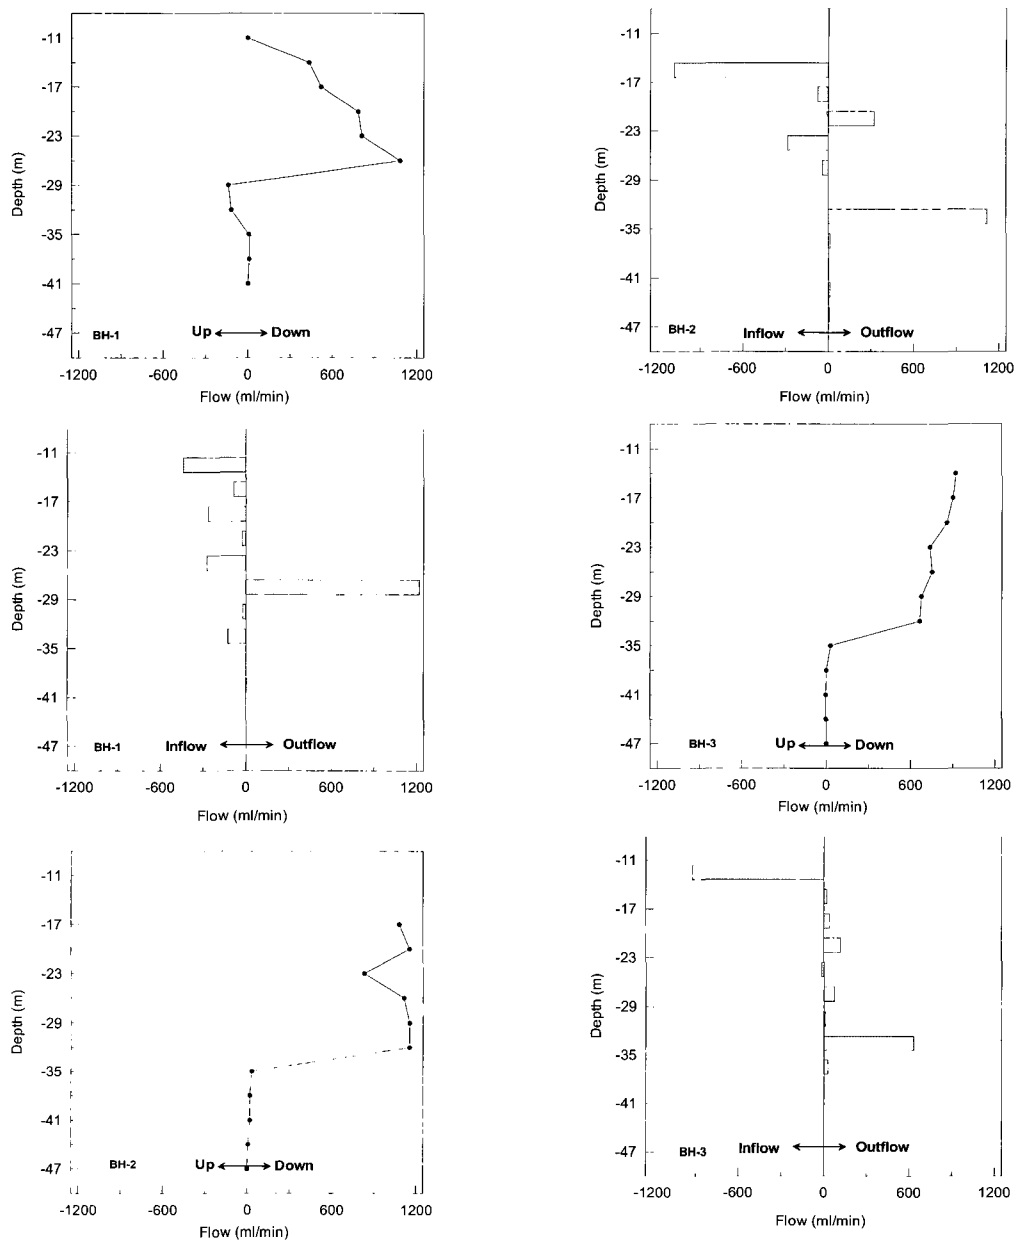 -11
-17
-23
-29
-35
-41
-47
Depth (m)
BH-1
Up
Down
-1200
-600
0
600
1200
Flow (ml/min)
-11
-17
-23
-29
-35
-41
-47
Depth (m)
BH-2
Inflow
Outflow
-1200
-600
0
600
1200
Flow (ml/min)
-11
-17
-23
-29
-35
-41
-47
Depth (m)
BH-1
Inflow
Outflow
-1200
-600
0
600
1200
Flow (ml/min)
-11
-17
-23
-29
-35
-41
-47
Depth (m)
BH-3
Up
Down
-1200
-600
0
600
1200
Flow (ml/min)
-11
-17
-23
-29
-35
-41
-47
Depth (m)
BH-2
Up
Down
-1200
-600
0
600
1200
Flow (ml/min)
-11
-17
-23
-29
-35
-41
-47
Depth (m)
BH-3
Inflow
Outflow
-1200
-600
0
600
1200
Flow (ml/min)